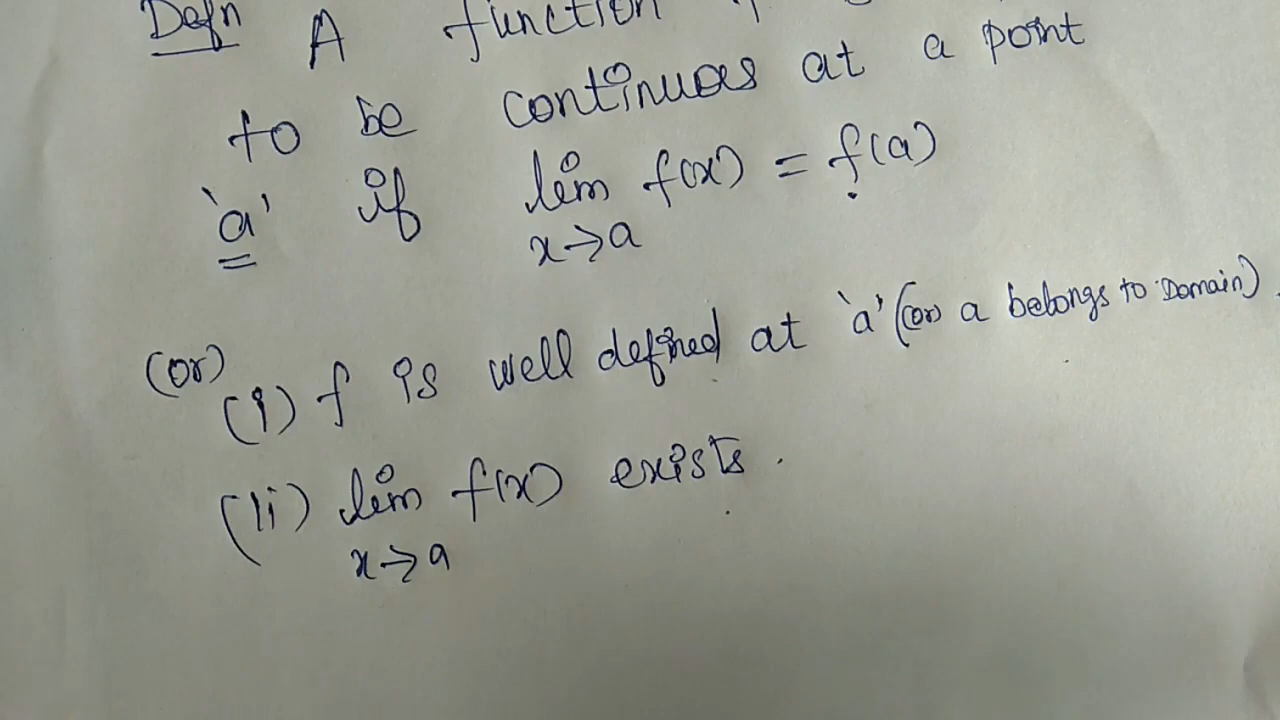 Defn A function
to be continuous at a point
'a' if lim f(x) = f(a)
x→a
(or)
(i) f is well defined at 'a' (or) a belongs to Domain).
(ii) lim f(x) exists.
x→a